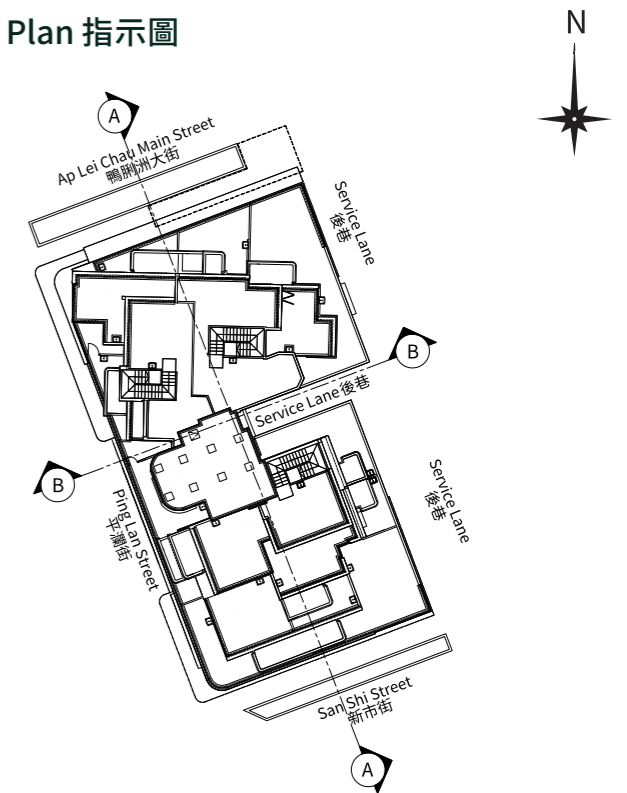 Plan 指示圖
N
A
Ap Lei Chau Main Street
鴨脷洲大街
Service Lane
後巷
B
Service Lane 後巷
B
Ping Lan Street
平瀾街
Service Lane
後巷
San Shi Street
新市街
A